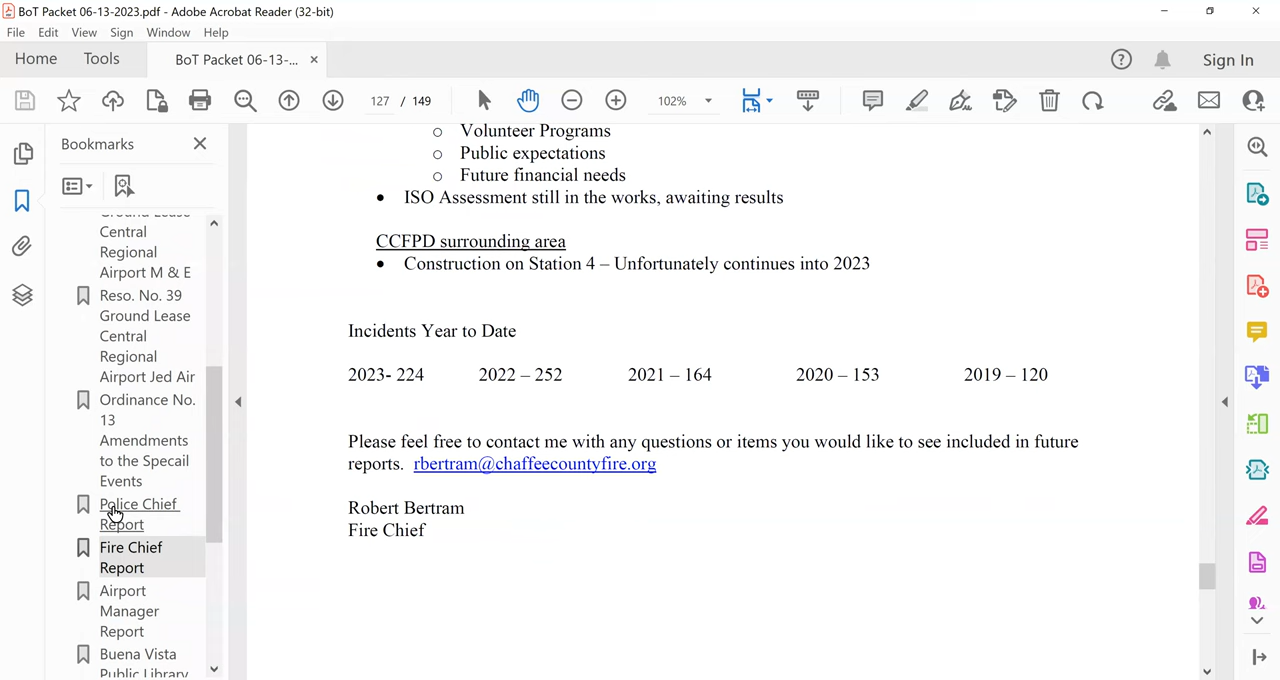 BoT Packet 06-13-2023.pdf - Adobe Acrobat Reader (32-bit)
File Edit View Sign Window Help
Home Tools BoT Packet 06-13-... Sign In
127 / 149 102%
Bookmarks
Ground Lease
Central
Regional
Airport M & E
Reso. No. 39
Ground Lease
Central
Regional
Airport Jed Air
Ordinance No.
13
Amendments
to the Specail
Events
Police Chief
Report
Fire Chief
Report
Airport
Manager
Report
Buena Vista
Public Library
o Volunteer Programs
o Public expectations
o Future financial needs
• ISO Assessment still in the works, awaiting results
CCFPD surrounding area
• Construction on Station 4 – Unfortunately continues into 2023
Incidents Year to Date
2023- 224 2022 – 252 2021 – 164 2020 – 153 2019 – 120
Please feel free to contact me with any questions or items you would like to see included in future
reports. rbertram@chaffeecountyfire.org
Robert Bertram
Fire Chief